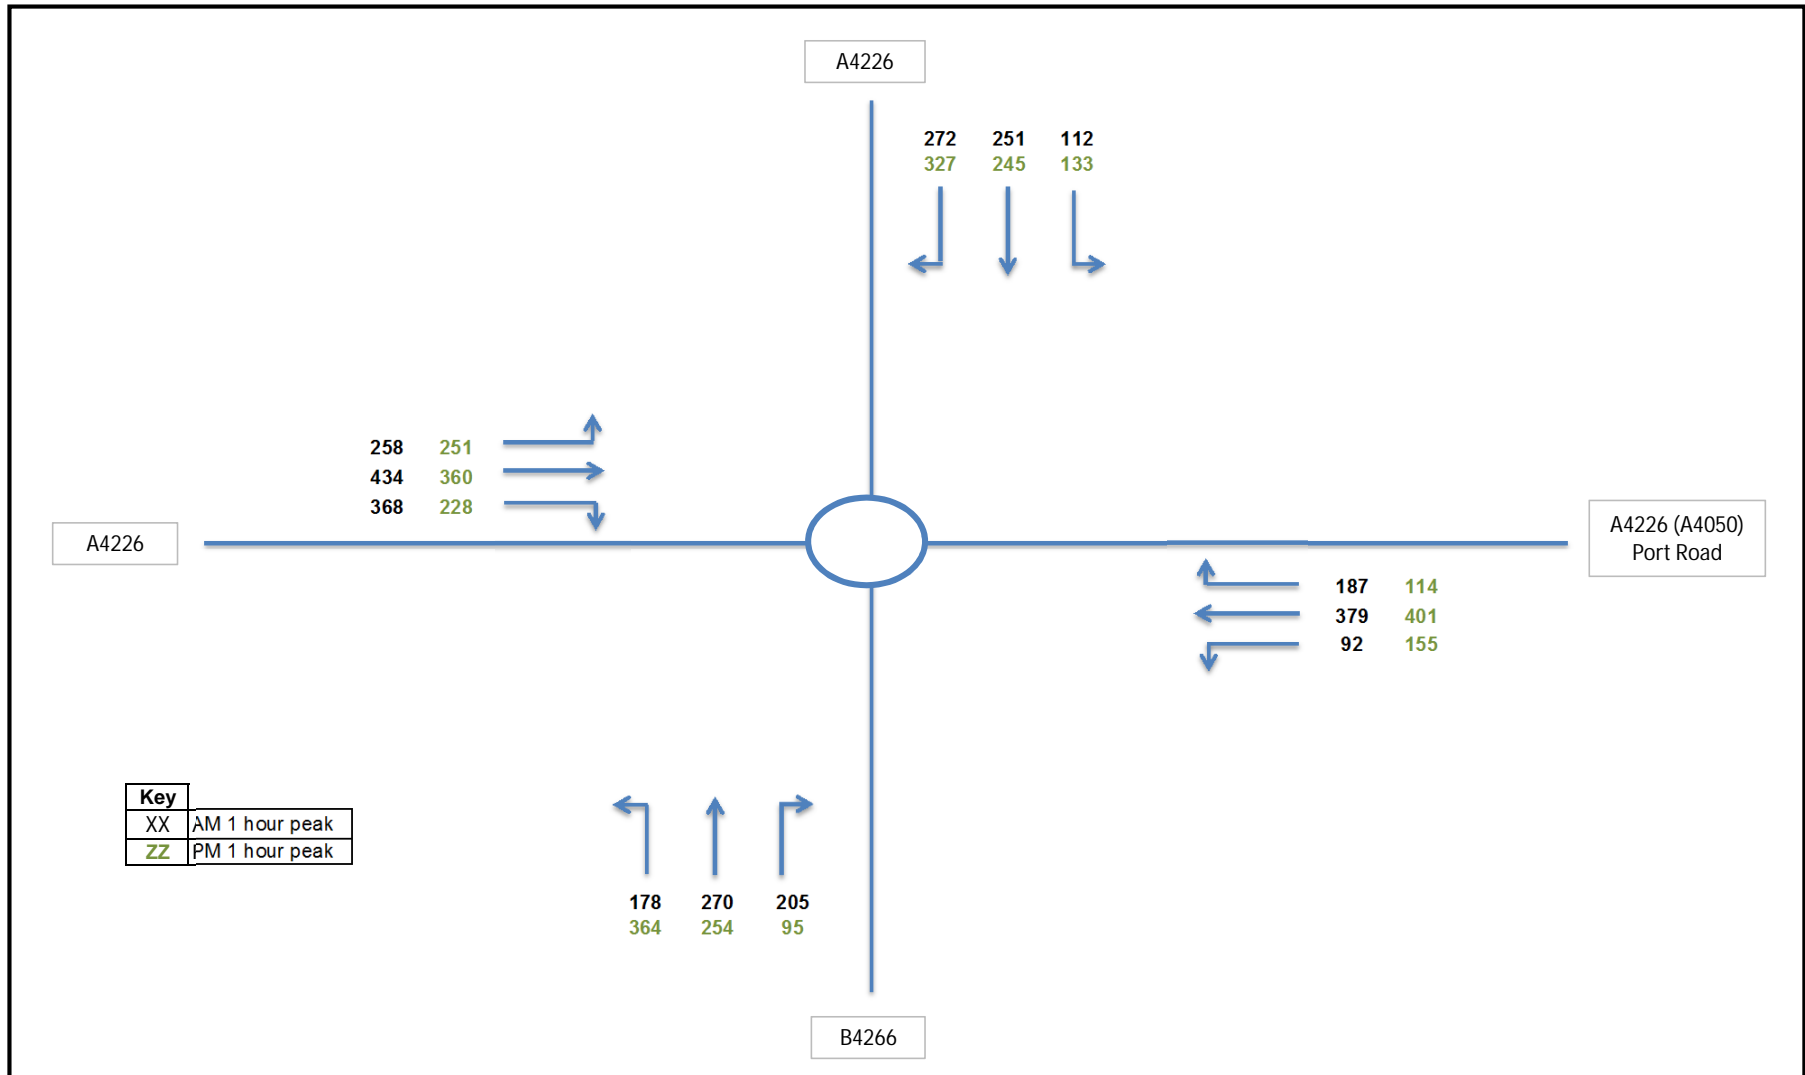 A4226
272 251 112
327 245 133
258 251
434 360
368 228
A4226
A4226 (A4050)
Port Road
187 114
379 401
92 155
Key
XX AM 1 hour peak
ZZ PM 1 hour peak
178 270 205
364 254 95
B4266